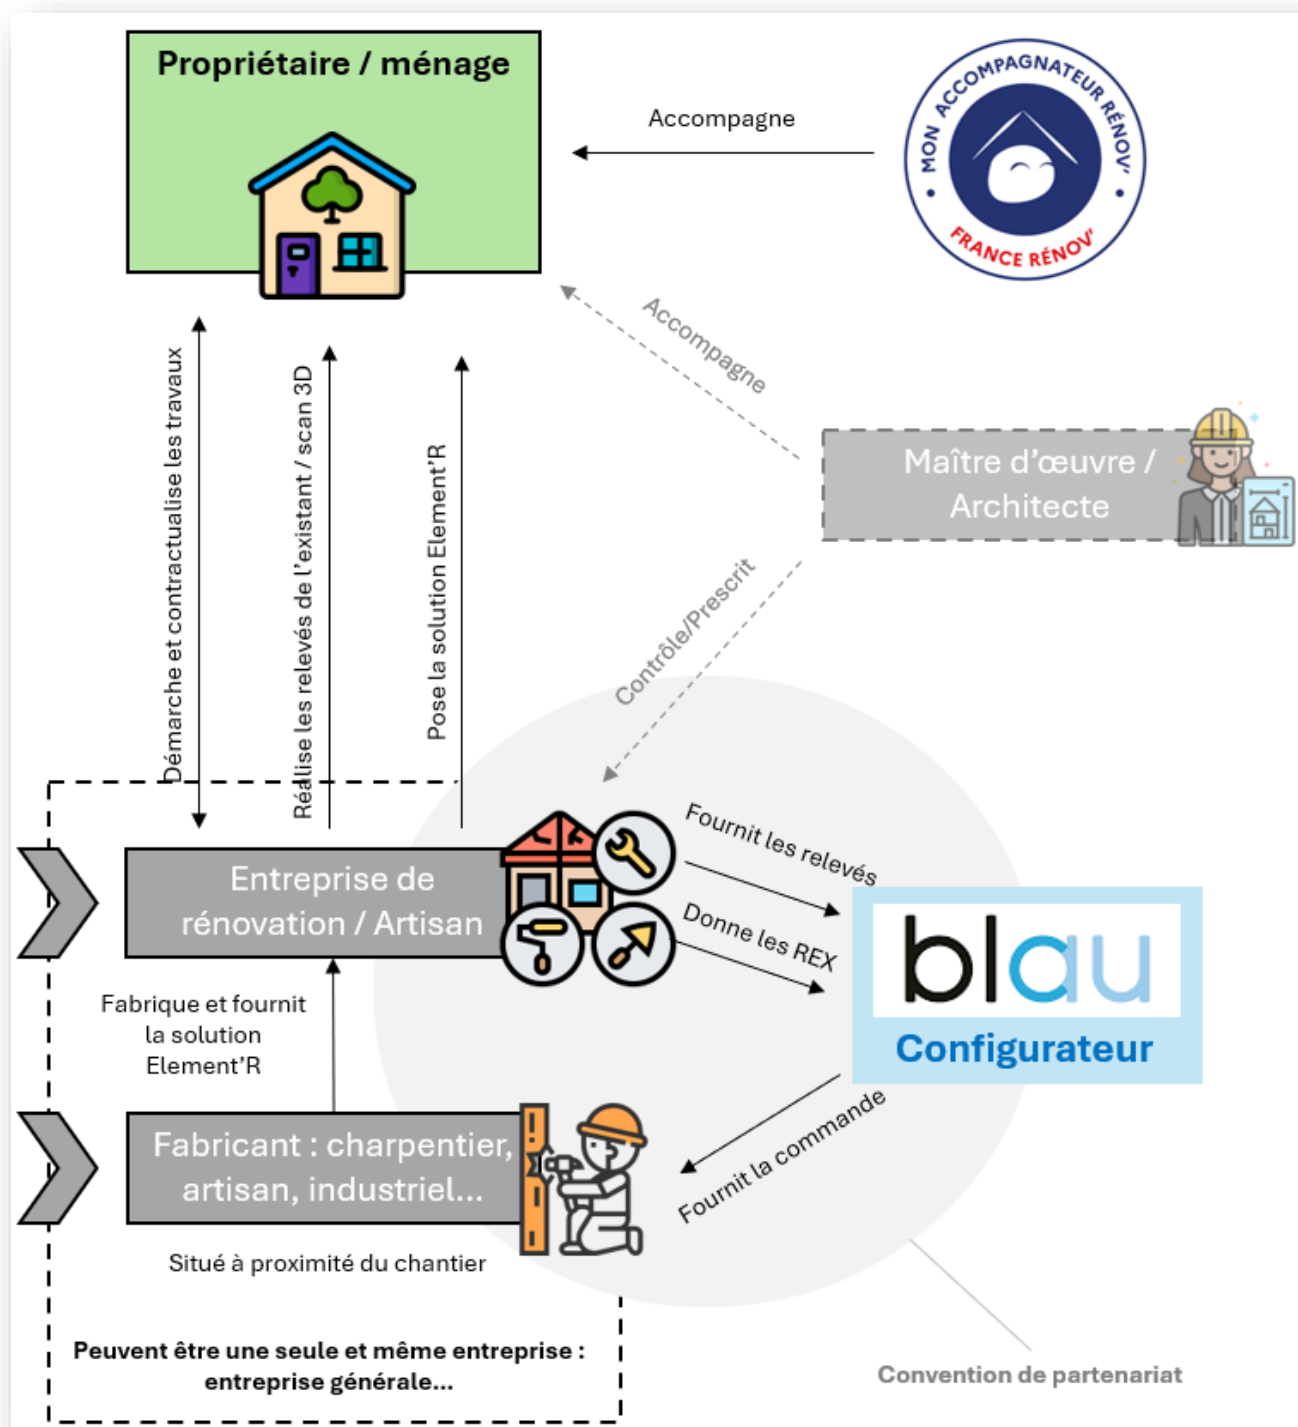 Propriétaire / ménage
Accompagne
MON ACCOMPAGNATEUR RÉNOV'
FRANCE RÉNOV'
Accompagne
Maître d'œuvre /
Architecte
Contrôle/Prescrit
Démarche et contractualise les travaux
Réalise les relevés de l'existant / scan 3D
Pose la solution Element'R
Entreprise de
rénovation / Artisan
Fournit les relevés
Donne les REX
blau
Configurateur
Fabrique et fournit
la solution
Element'R
Fournit la commande
Fabricant : charpentier,
artisan, industriel...
Situé à proximité du chantier
Peuvent être une seule et même entreprise :
entreprise générale...
Convention de partenariat